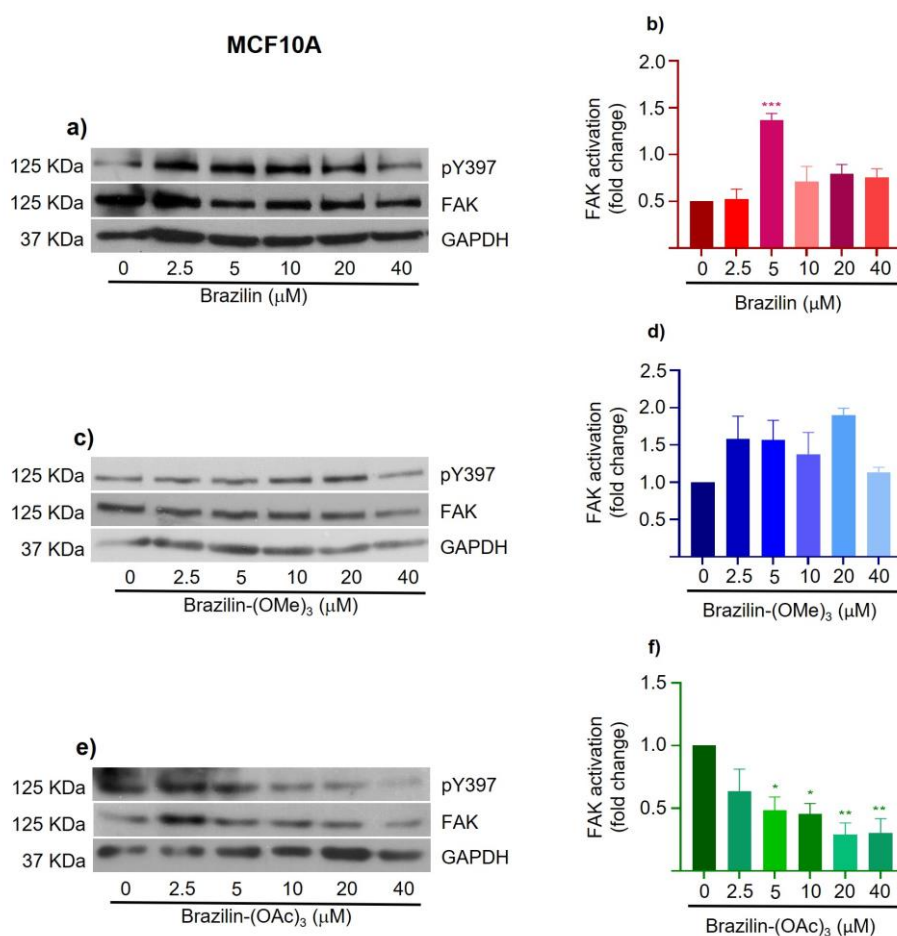 MCF10A
a)
125 KDa pY397
125 KDa FAK
37 KDa GAPDH
0 2.5 5 10 20 40
Brazilin (μM)
b)
FAK activation
(fold change)
2.0
1.5
1.0
0.5
***
0 2.5 5 10 20 40
Brazilin (μM)
c)
125 KDa pY397
125 KDa FAK
37 KDa GAPDH
0 2.5 5 10 20 40
Brazilin-(OMe)₃ (μM)
d)
FAK activation
(fold change)
2.5
2.0
1.5
1.0
0.5
0 2.5 5 10 20 40
Brazilin-(OMe)₃ (μM)
e)
125 KDa pY397
125 KDa FAK
37 KDa GAPDH
0 2.5 5 10 20 40
Brazilin-(OAc)₃ (μM)
f)
FAK activation
(fold change)
1.5
1.0
0.5
* * ** **
0 2.5 5 10 20 40
Brazilin-(OAc)₃ (μM)